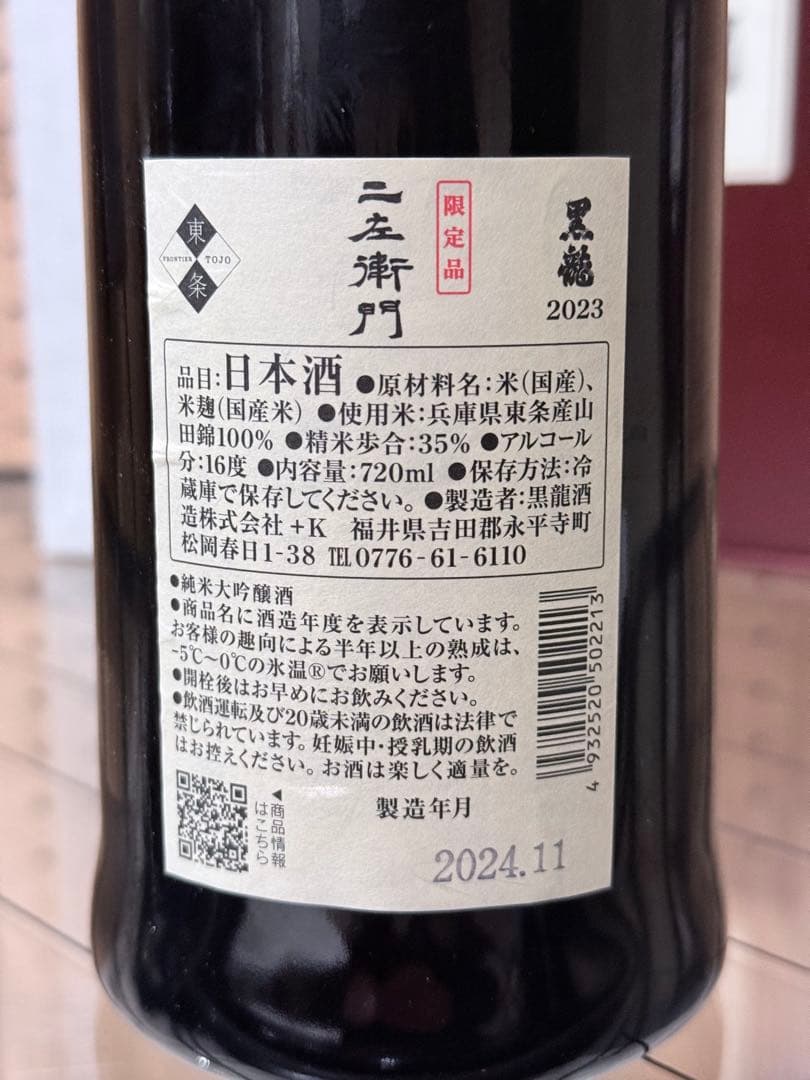 黒龍
2023
限定品
二左衛門
東
FRONTIER TOJO
条
品目:日本酒 ●原材料名:米(国産)、
米麹(国産米) ●使用米:兵庫県東条産山
田錦100% ●精米歩合:35% ●アルコール
分:16度 ●内容量:720ml ●保存方法:冷
蔵庫で保存してください。●製造者:黒龍酒
造株式会社+K 福井県吉田郡永平寺町
松岡春日1-38 TEL0776-61-6110
●純米大吟醸酒
●商品名に酒造年度を表示しています。
お客様の趣向による半年以上の熟成は、
-5℃〜0℃の氷温®でお願いします。
●開栓後はお早めにお飲みください。
●飲酒運転及び20歳未満の飲酒は法律で
禁じられています。妊娠中・授乳期の飲酒
はお控えください。お酒は楽しく適量を。
4 932520 502213
◀商品情報
はこちら
製造年月
2024.11